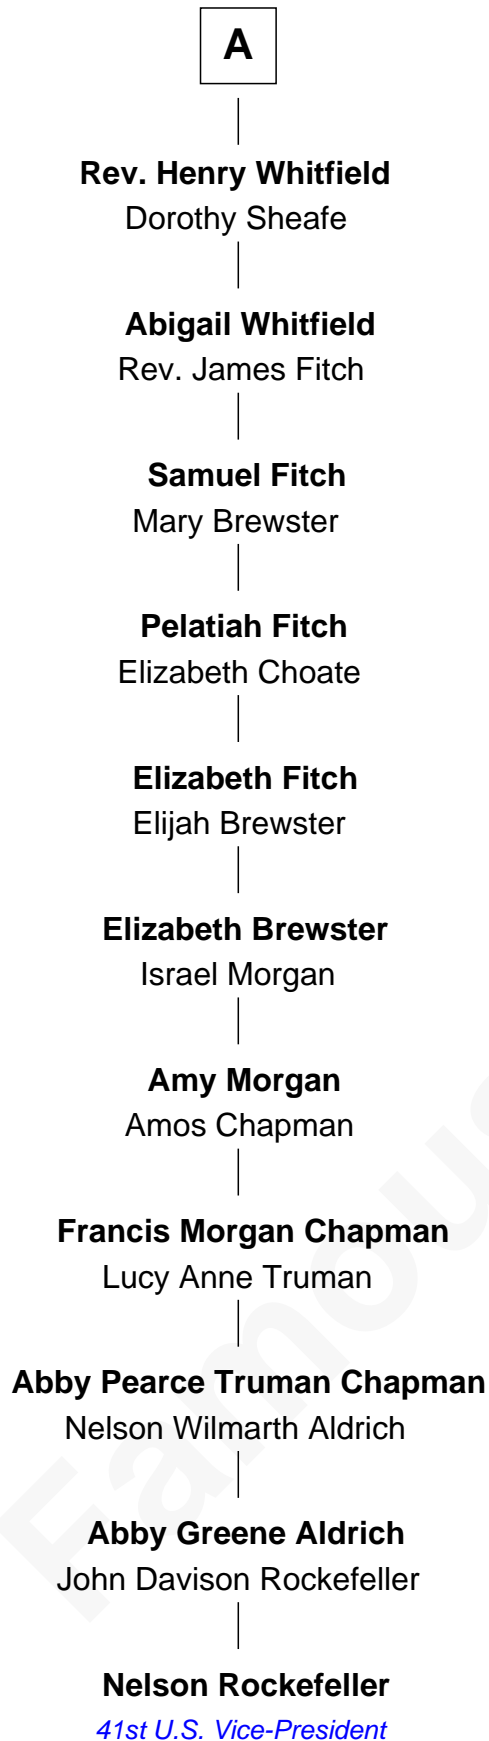 A
Rev. Henry Whitfield
Dorothy Sheafe
Abigail Whitfield
Rev. James Fitch
Samuel Fitch
Mary Brewster
Pelatiah Fitch
Elizabeth Choate
Elizabeth Fitch
Elijah Brewster
Elizabeth Brewster
Israel Morgan
Amy Morgan
Amos Chapman
Francis Morgan Chapman
Lucy Anne Truman
Abby Pearce Truman Chapman
Nelson Wilmarth Aldrich
Abby Greene Aldrich
John Davison Rockefeller
Nelson Rockefeller
41st U.S. Vice-President
Famous